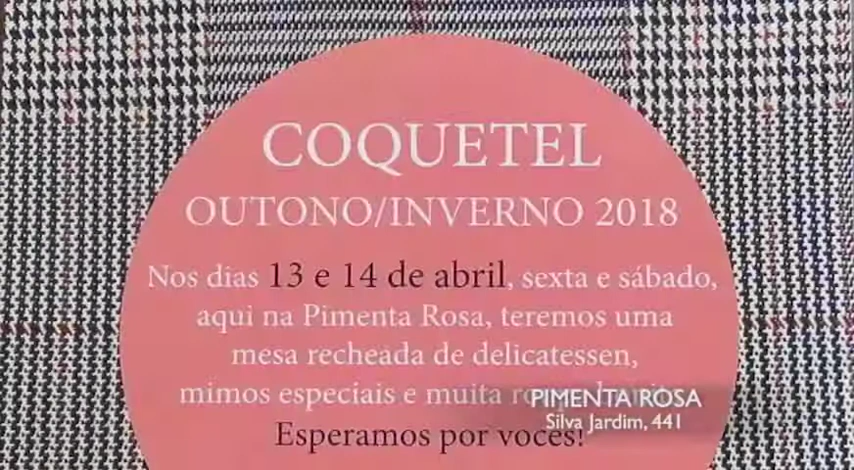 COQUETEL
OUTONO/INVERNO 2018
Nos dias 13 e 14 de abril, sexta e sábado,
aqui na Pimenta Rosa, teremos uma
mesa recheada de delicatessen,
mimos especiais e muita
Esperamos por vocês!
PIMENTA ROSA
Silva Jardim, 441